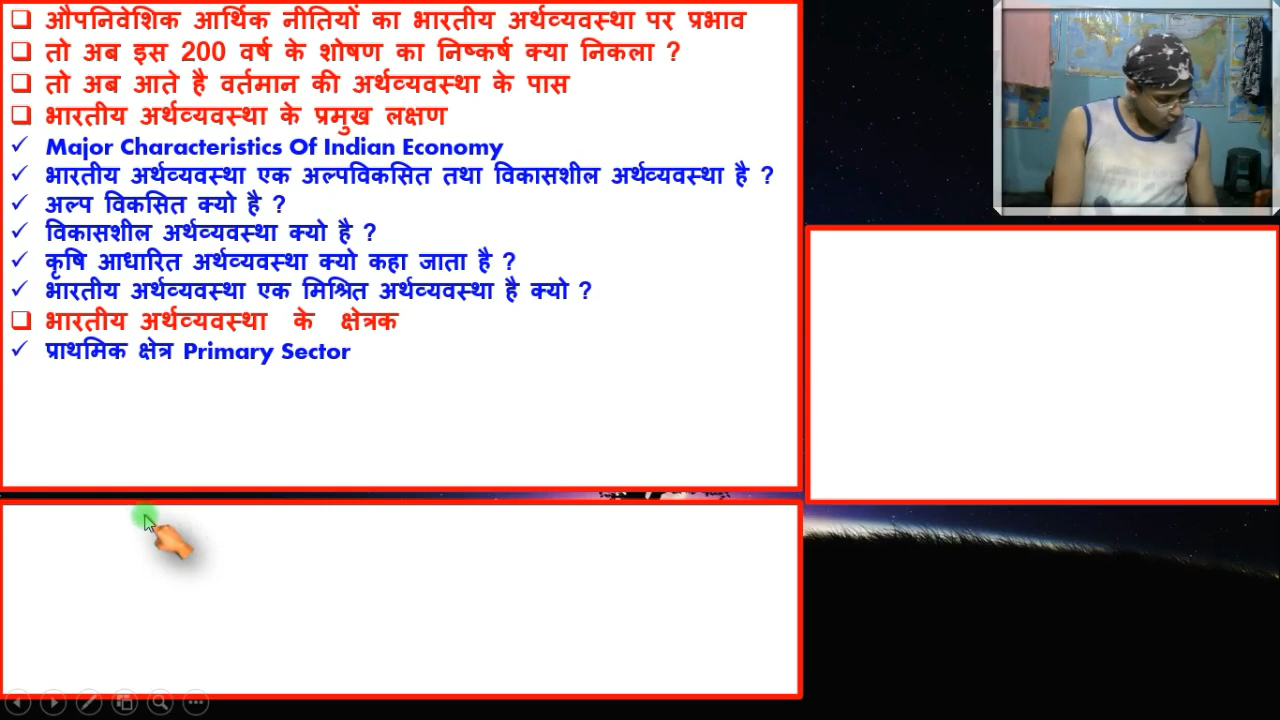 औपनिवेशिक आर्थिक नीतियों का भारतीय अर्थव्यवस्था पर प्रभाव
तो अब इस 200 वर्ष के शोषण का निष्कर्ष क्या निकला ?
तो अब आते है वर्तमान की अर्थव्यवस्था के पास
भारतीय अर्थव्यवस्था के प्रमुख लक्षण
Major Characteristics Of Indian Economy
भारतीय अर्थव्यवस्था एक अल्पविकसित तथा विकासशील अर्थव्यवस्था है ?
अल्प विकसित क्यो है ?
विकासशील अर्थव्यवस्था क्यो है ?
कृषि आधारित अर्थव्यवस्था क्यो कहा जाता है ?
भारतीय अर्थव्यवस्था एक मिश्रित अर्थव्यवस्था है क्यो ?
भारतीय अर्थव्यवस्था के क्षेत्रक
प्राथमिक क्षेत्र Primary Sector